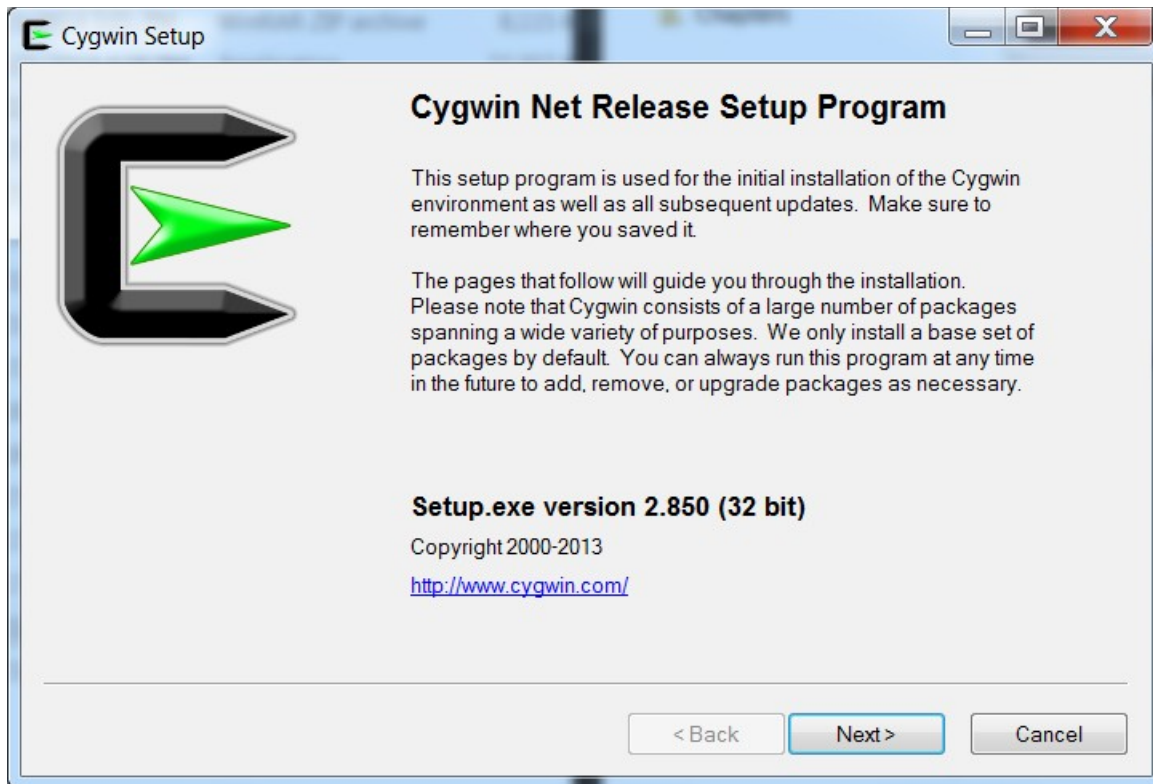 Cygwin Setup
Cygwin Net Release Setup Program
This setup program is used for the initial installation of the Cygwin
environment as well as all subsequent updates.  Make sure to
remember where you saved it.
The pages that follow will guide you through the installation.
Please note that Cygwin consists of a large number of packages
spanning a wide variety of purposes.  We only install a base set of
packages by default.  You can always run this program at any time
in the future to add, remove, or upgrade packages as necessary.
Setup.exe version 2.850 (32 bit)
Copyright 2000-2013
http://www.cygwin.com/
< Back
Next >
Cancel